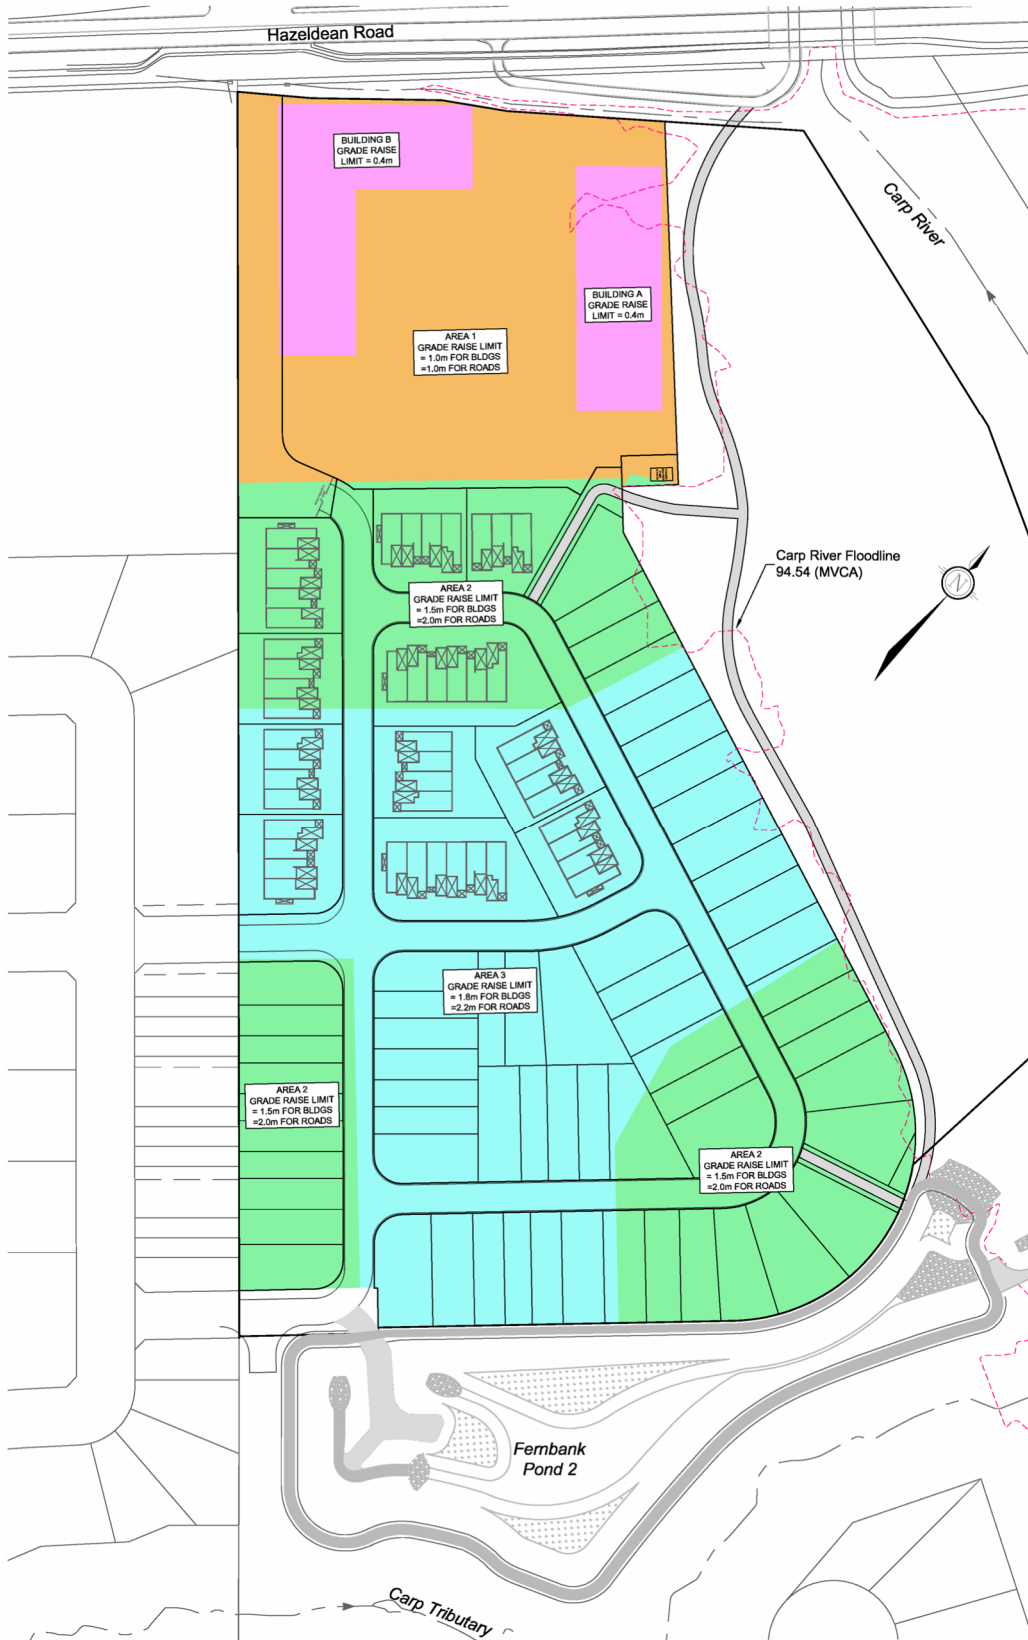 Hazeldean Road
BUILDING B
GRADE RAISE
LIMIT = 0.4m
Carp River
BUILDING A
GRADE RAISE
LIMIT = 0.4m
AREA 1
GRADE RAISE LIMIT
= 1.0m FOR BLDGS
=1.0m FOR ROADS
Carp River Floodline
94.54 (MVCA)
N
AREA 2
GRADE RAISE LIMIT
= 1.5m FOR BLDGS
=2.0m FOR ROADS
AREA 3
GRADE RAISE LIMIT
= 1.8m FOR BLDGS
=2.2m FOR ROADS
AREA 2
GRADE RAISE LIMIT
= 1.5m FOR BLDGS
=2.0m FOR ROADS
AREA 2
GRADE RAISE LIMIT
= 1.5m FOR BLDGS
=2.0m FOR ROADS
Fernbank
Pond 2
Carp Tributary